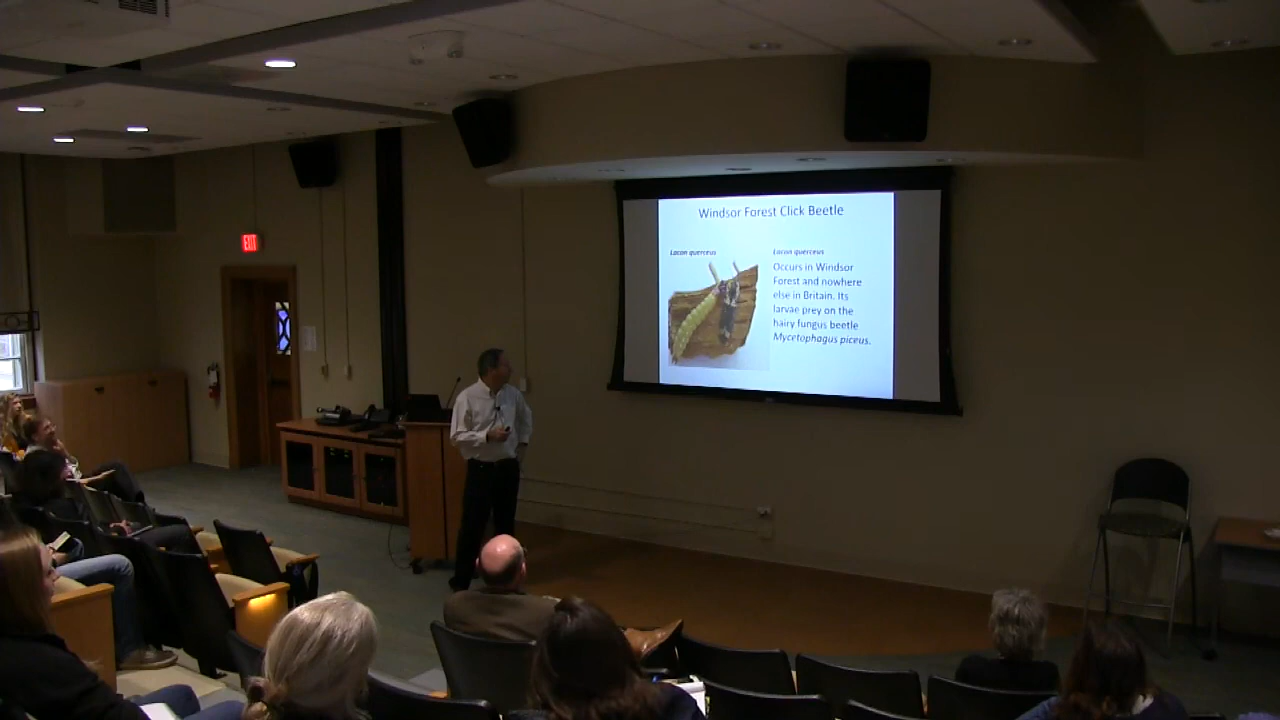 EXIT
Windsor Forest Click Beetle
Lacon querceus
Lacon querceus
Occurs in Windsor
Forest and nowhere
else in Britain. Its
larvae prey on the
hairy fungus beetle
Mycetophagus piceus.